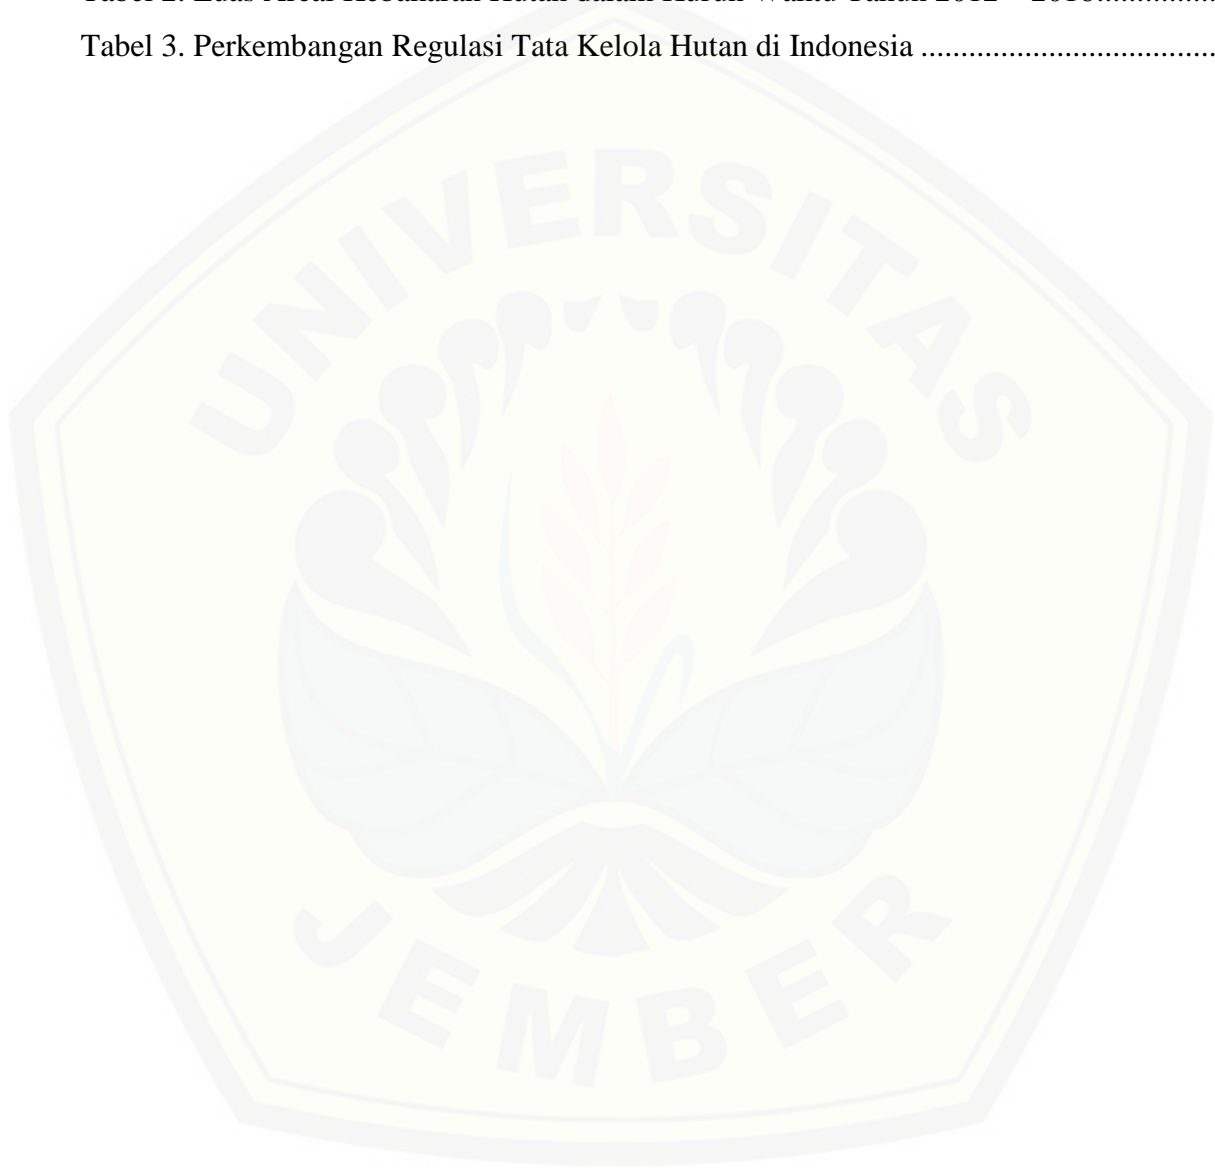 Tabel 2. Luas Areal Kebakaran Hutan dalam Kurun Waktu Tahun 2012 – 2016..............
Tabel 3. Perkembangan Regulasi Tata Kelola Hutan di Indonesia .....................................
UNIVERSITAS
JEMBER